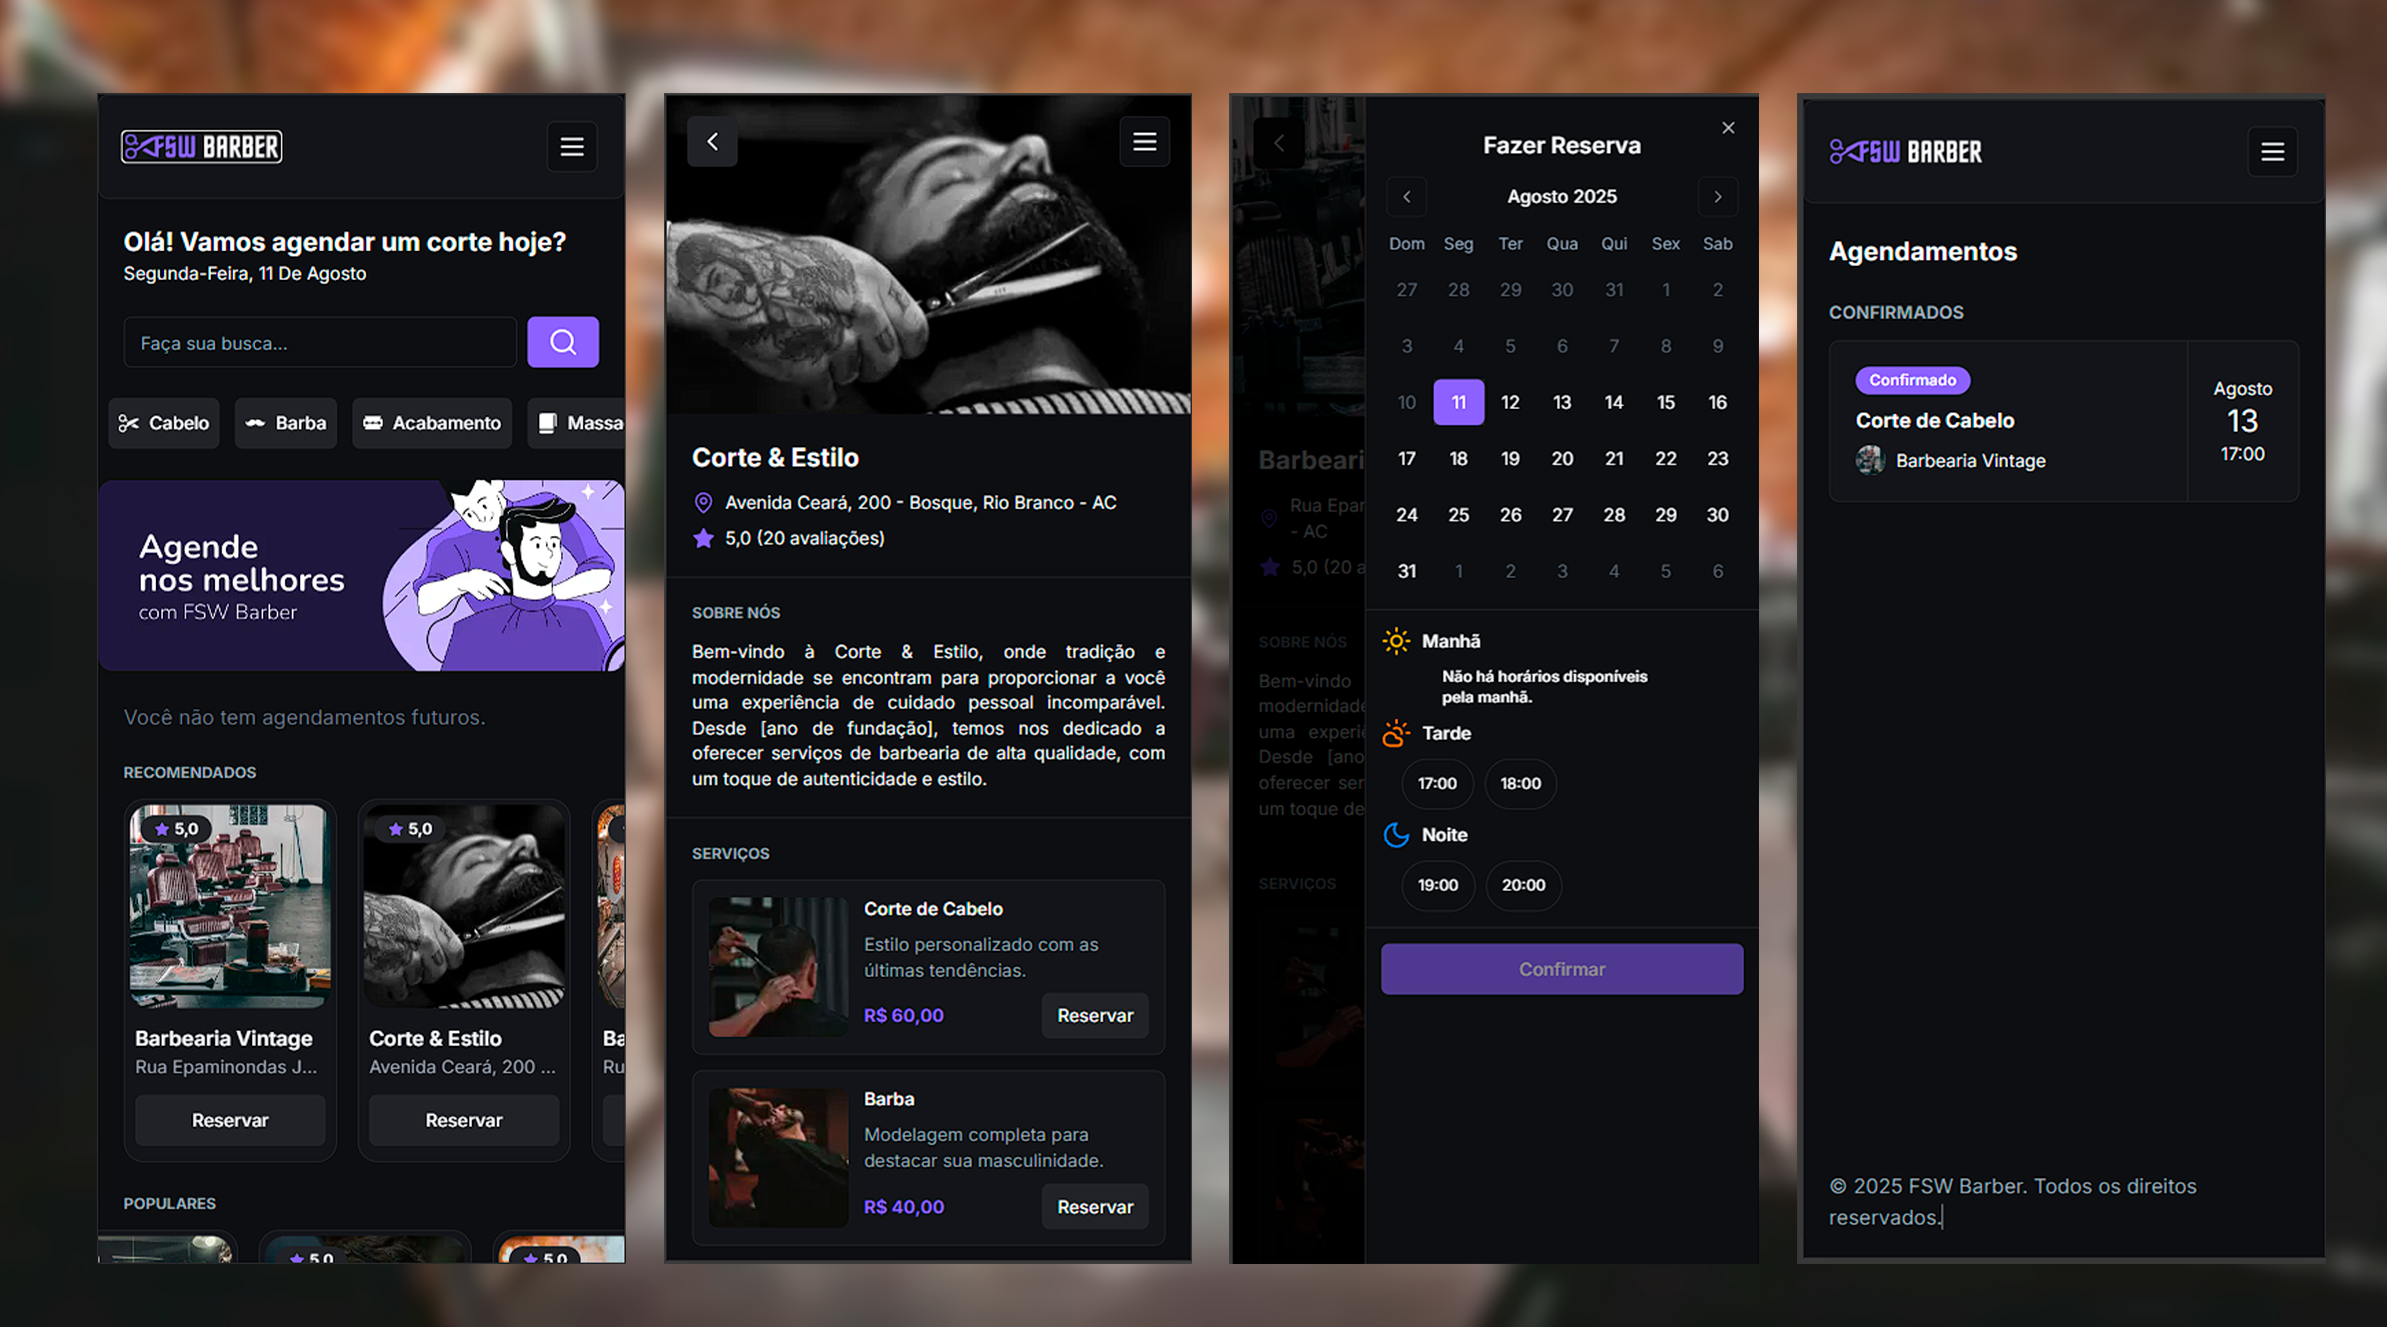 FSW BARBER
Olá! Vamos agendar um corte hoje?
Segunda-Feira, 11 De Agosto
Faça sua busca...
Cabelo
Barba
Acabamento
Massa
Agende
nos melhores
com FSW Barber
Você não tem agendamentos futuros.
RECOMENDADOS
5,0
5,0
Barbearia Vintage
Rua Epaminondas J...
Reservar
Corte & Estilo
Avenida Ceará, 200 ...
Reservar
Ba
Ru
POPULARES
5,0
5,0
Corte & Estilo
Avenida Ceará, 200 - Bosque, Rio Branco - AC
5,0 (20 avaliações)
SOBRE NÓS
Bem-vindo à Corte & Estilo, onde tradição e
modernidade se encontram para proporcionar a você
uma experiência de cuidado pessoal incomparável.
Desde [ano de fundação], temos nos dedicado a
oferecer serviços de barbearia de alta qualidade, com
um toque de autenticidade e estilo.
SERVIÇOS
Corte de Cabelo
Estilo personalizado com as
últimas tendências.
R$ 60,00
Reservar
Barba
Modelagem completa para
destacar sua masculinidade.
R$ 40,00
Reservar
Barbeari
Rua Epar
- AC
5,0 (20 a
SOBRE NÓS
Bem-vindo
modernidade
uma experiê
Desde [ano
oferecer ser
um toque de
SERVIÇOS
Fazer Reserva
Agosto 2025
Dom Seg Ter Qua Qui Sex Sab
27 28 29 30 31 1 2
3 4 5 6 7 8 9
10 11 12 13 14 15 16
17 18 19 20 21 22 23
24 25 26 27 28 29 30
31 1 2 3 4 5 6
Manhã
Não há horários disponíveis
pela manhã.
Tarde
17:00 18:00
Noite
19:00 20:00
Confirmar
FSW BARBER
Agendamentos
CONFIRMADOS
Confirmado
Corte de Cabelo
Barbearia Vintage
Agosto
13
17:00
© 2025 FSW Barber. Todos os direitos
reservados.